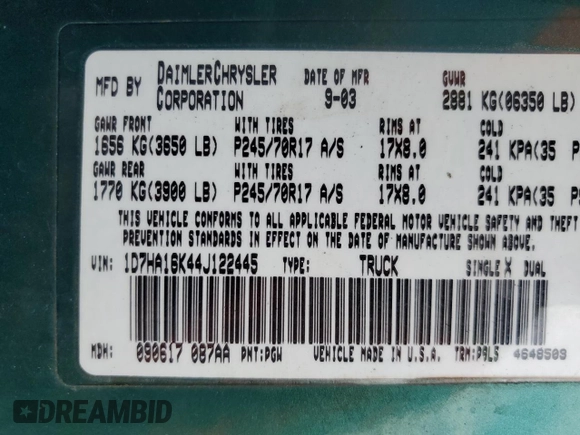 MFD BY DAIMLERCHRYSLER CORPORATION DATE OF MFR 9-03 GVWR 2881 KG(06350 LB)
GAWR FRONT WITH TIRES RIMS AT COLD
1656 KG(3650 LB) P245/70R17 A/S 17X8.0 241 KPA(35 P
GAWR REAR WITH TIRES RIMS AT COLD
1770 KG(3900 LB) P245/70R17 A/S 17X8.0 241 KPA(35 P
THIS VEHICLE CONFORMS TO ALL APPLICABLE FEDERAL MOTOR VEHICLE SAFETY AND THEFT
PREVENTION STANDARDS IN EFFECT ON THE DATE OF MANUFACTURE SHOWN ABOVE.
VIN: 1D7HA16K44J122445 TYPE: TRUCK SINGLE X DUAL
MDH: 090617 087AA PNT:PGW VEHICLE MADE IN U.S.A. TRM:P9L5 4648509
DREAMBID